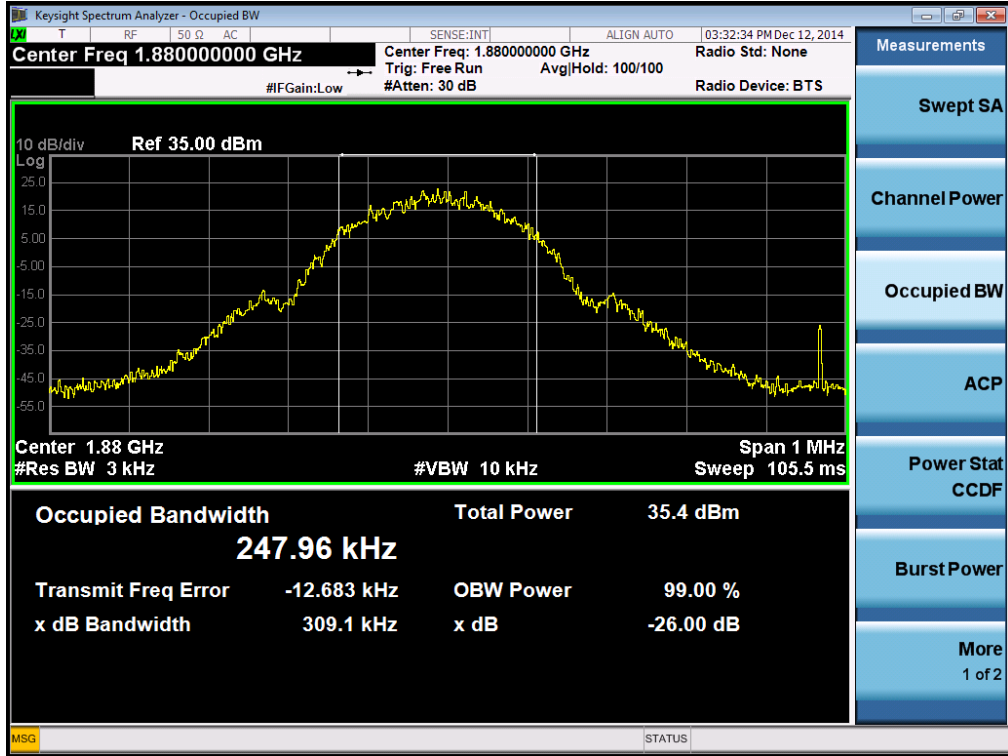 Keysight Spectrum Analyzer - Occupied BW
LXI T RF 50 Ω AC SENSE:INT ALIGN AUTO 03:32:34 PM Dec 12, 2014
Center Freq 1.880000000 GHz
Center Freq: 1.880000000 GHz
Radio Std: None
Trig: Free Run Avg|Hold: 100/100
#IFGain:Low
#Atten: 30 dB
Radio Device: BTS
10 dB/div Ref 35.00 dBm
Log
25.0
15.0
5.00
-5.00
-15.0
-25.0
-35.0
-45.0
-55.0
Center 1.88 GHz
Span 1 MHz
#Res BW 3 kHz
#VBW 10 kHz
Sweep 105.5 ms
Occupied Bandwidth
Total Power 35.4 dBm
247.96 kHz
Transmit Freq Error -12.683 kHz
OBW Power 99.00 %
x dB Bandwidth 309.1 kHz
x dB -26.00 dB
Measurements
Swept SA
Channel Power
Occupied BW
ACP
Power Stat
CCDF
Burst Power
More
1 of 2
MSG
STATUS